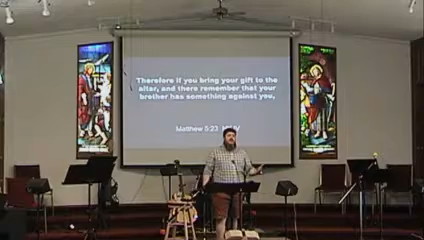 Therefore if you bring your gift to the
altar, and there remember that your
brother has something against you,
Matthew 5:23